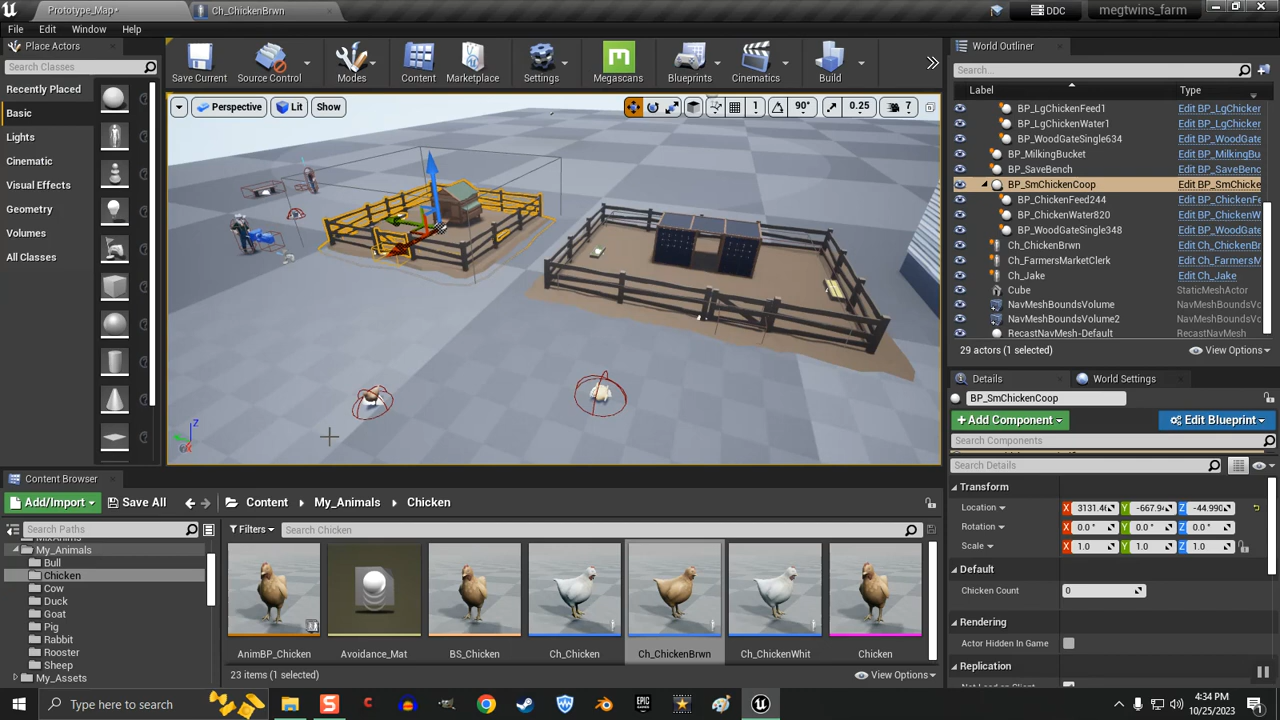 Prototype_Map*
Ch_ChickenBrwn
DDC
megtwins_farm
File Edit Window Help
Place Actors
Search Classes
Recently Placed
Basic
Lights
Cinematic
Visual Effects
Geometry
Volumes
All Classes
Save Current
Source Control
Modes
Content
Marketplace
Settings
Megascans
Blueprints
Cinematics
Build
Perspective
Lit
Show
1
90°
0.25
7
Z
World Outliner
Search...
Label
Type
BP_LgChickenFeed1 Edit BP_LgChicker
BP_LgChickenWater1 Edit BP_LgChicker
BP_WoodGateSingle634 Edit BP_WoodGate
BP_MilkingBucket Edit BP_MilkingBu
BP_SaveBench Edit BP_SaveBenc
BP_SmChickenCoop Edit BP_SmChicke
BP_ChickenFeed244 Edit BP_ChickenFe
BP_ChickenWater820 Edit BP_ChickenW
BP_WoodGateSingle348 Edit BP_WoodGate
Ch_ChickenBrwn Edit Ch_ChickenBr
Ch_FarmersMarketClerk Edit Ch_FarmersM
Ch_Jake Edit Ch_Jake
Cube StaticMeshActor
NavMeshBoundsVolume NavMeshBoundsVol
NavMeshBoundsVolume2 NavMeshBoundsVol
RecastNavMesh-Default RecastNavMesh
29 actors (1 selected)
View Options
Details
World Settings
BP_SmChickenCoop
+ Add Component
Edit Blueprint
Search Components
Search Details
Transform
Location X 3131.4 Y -667.9 Z -44.990
Rotation X 0.0 ° Y 0.0 ° Z 0.0 °
Scale X 1.0 Y 1.0 Z 1.0
Default
Chicken Count 0
Rendering
Actor Hidden In Game
Replication
Content Browser
Add/Import
Save All
Content
My_Animals
Chicken
Search Paths
Filters
Search Chicken
My_Animals
Bull
Chicken
Cow
Duck
Goat
Pig
Rabbit
Rooster
Sheep
My_Assets
AnimBP_Chicken
Avoidance_Mat
BS_Chicken
Ch_Chicken
Ch_ChickenBrwn
Ch_ChickenWhit
Chicken
23 items (1 selected)
View Options
Type here to search
4:34 PM
10/25/2023